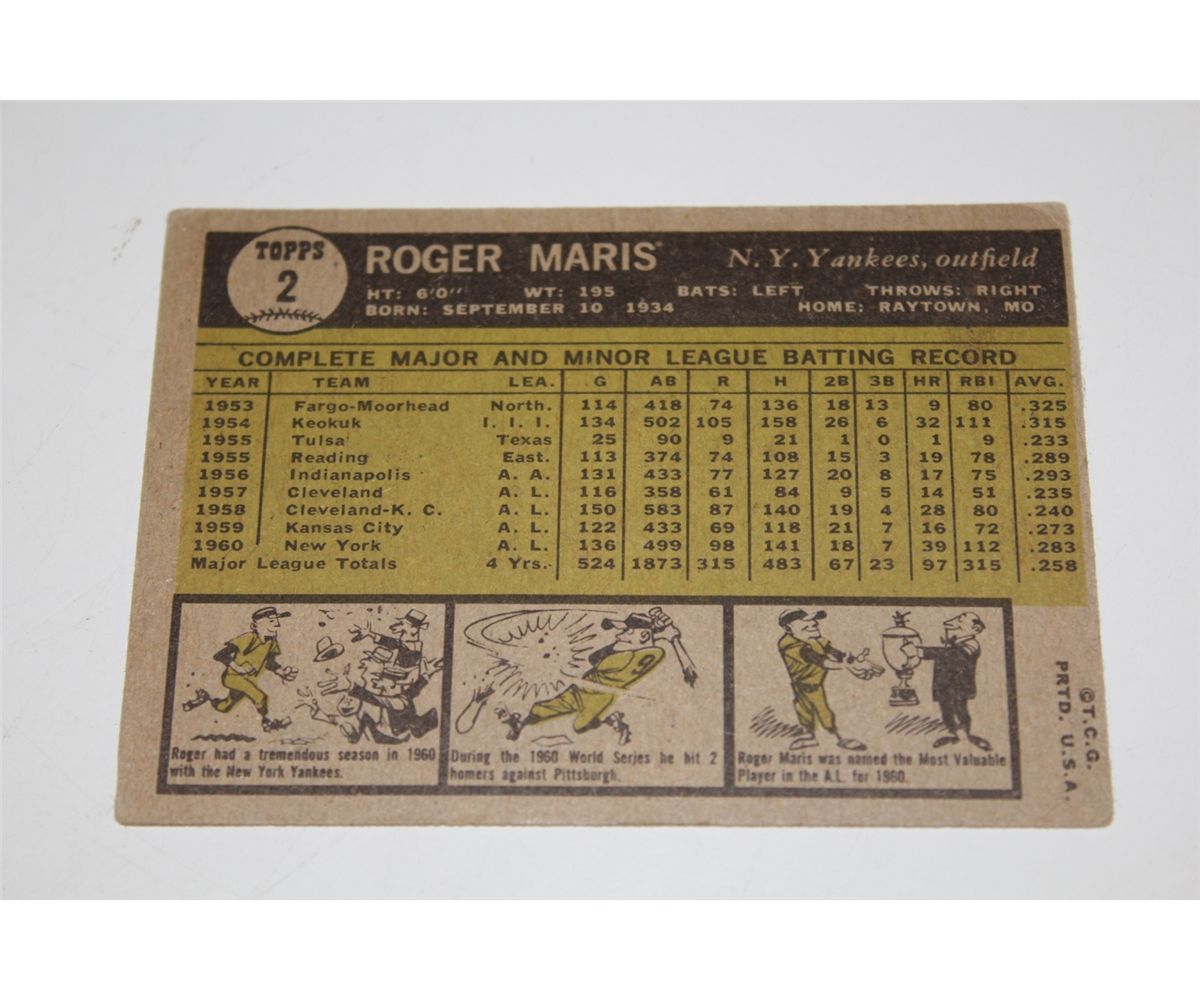 TOPPS
2
ROGER MARIS
N. Y. Yankees, outfield
HT: 6'0" WT: 195 BATS: LEFT THROWS: RIGHT
BORN: SEPTEMBER 10 1934 HOME: RAYTOWN, MO
COMPLETE MAJOR AND MINOR LEAGUE BATTING RECORD
YEAR TEAM LEA. G AB R H 2B 3B HR RBI AVG.
1953 Fargo-Moorhead North. 114 418 74 136 18 13 9 80 .325
1954 Keokuk I. I. I. 134 502 105 158 26 6 32 111 .315
1955 Tulsa Texas 25 90 9 21 1 0 1 9 .233
1955 Reading East. 113 374 74 108 15 3 19 78 .289
1956 Indianapolis A. A. 131 433 77 127 20 8 17 75 .293
1957 Cleveland A. L. 116 358 61 84 9 5 14 51 .235
1958 Cleveland-K. C. A. L. 150 583 87 140 19 4 28 80 .240
1959 Kansas City A. L. 122 433 69 118 21 7 16 72 .273
1960 New York A. L. 136 499 98 141 18 7 39 112 .283
Major League Totals 4 Yrs. 524 1873 315 483 67 23 97 315 .258
9
Roger had a tremendous season in 1960
with the New York Yankees.
During the 1960 World Series he hit 2
homers against Pittsburgh.
Roger Maris was named the Most Valuable
Player in the A.L. for 1960.
©T.C.G.
PRTD. U.S.A.